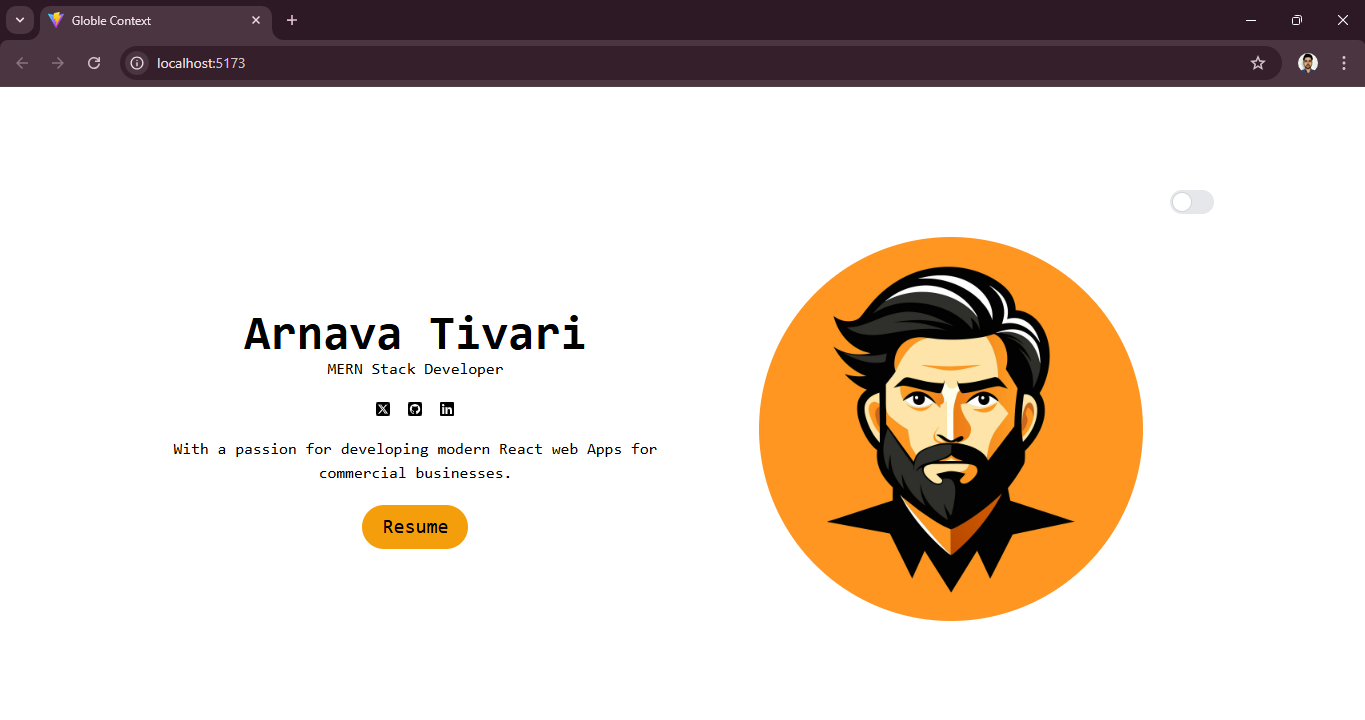 Globle Context
localhost:5173
Arnava Tivari
MERN Stack Developer
With a passion for developing modern React web Apps for
commercial businesses.
Resume